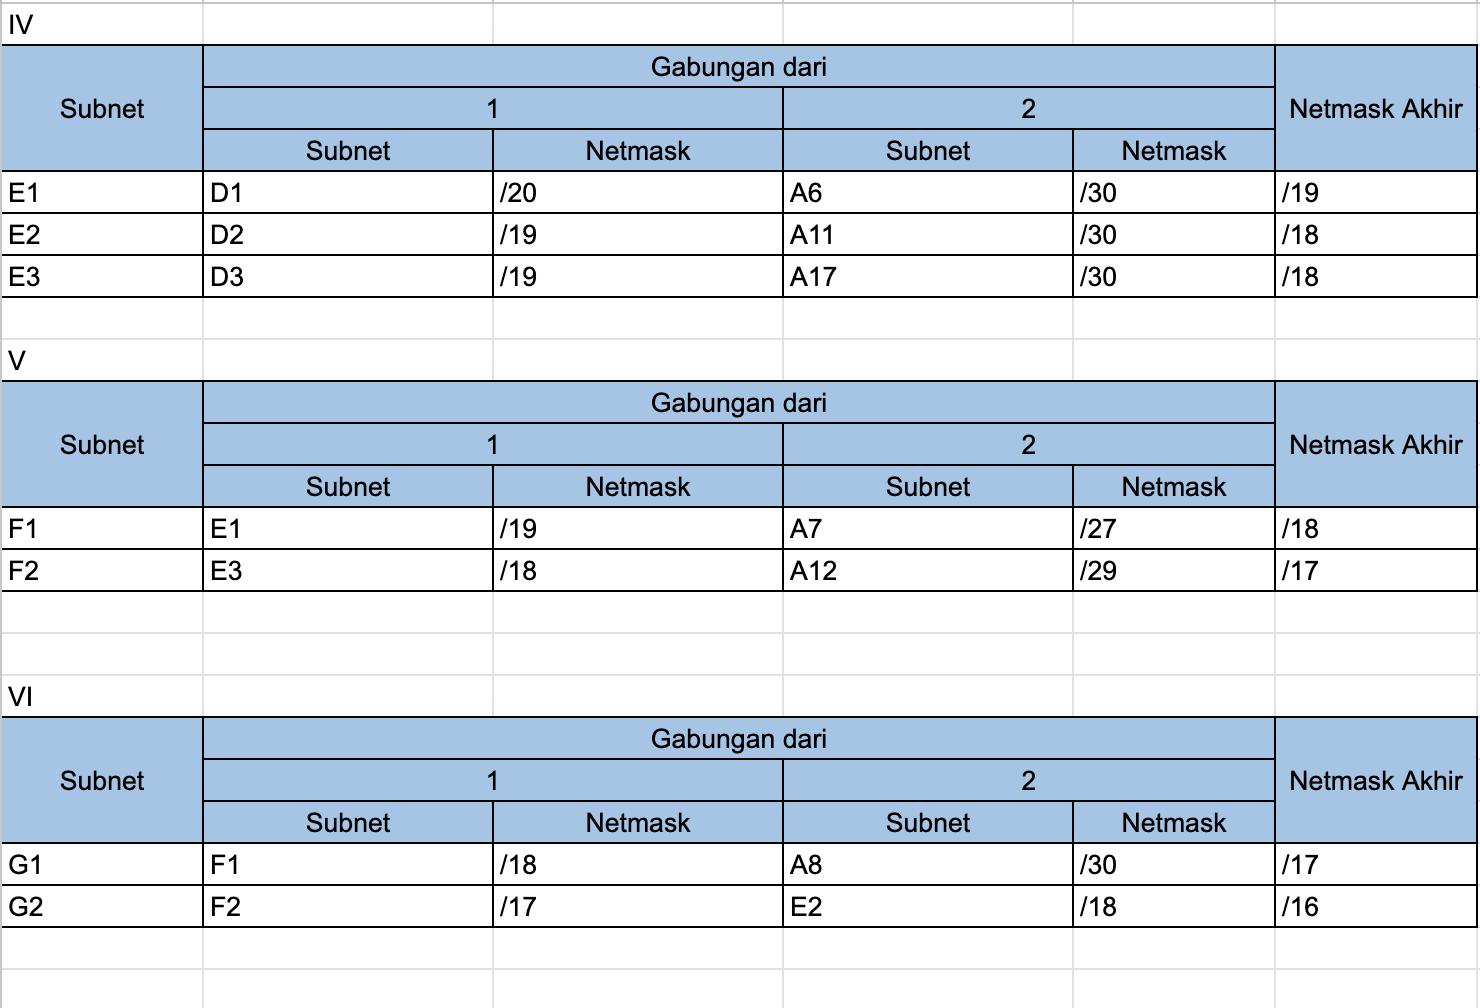 IV
Gabungan dari
Subnet 1 2 Netmask Akhir
Subnet Netmask Subnet Netmask
E1 D1 /20 A6 /30 /19
E2 D2 /19 A11 /30 /18
E3 D3 /19 A17 /30 /18
V
Gabungan dari
Subnet 1 2 Netmask Akhir
Subnet Netmask Subnet Netmask
F1 E1 /19 A7 /27 /18
F2 E3 /18 A12 /29 /17
VI
Gabungan dari
Subnet 1 2 Netmask Akhir
Subnet Netmask Subnet Netmask
G1 F1 /18 A8 /30 /17
G2 F2 /17 E2 /18 /16